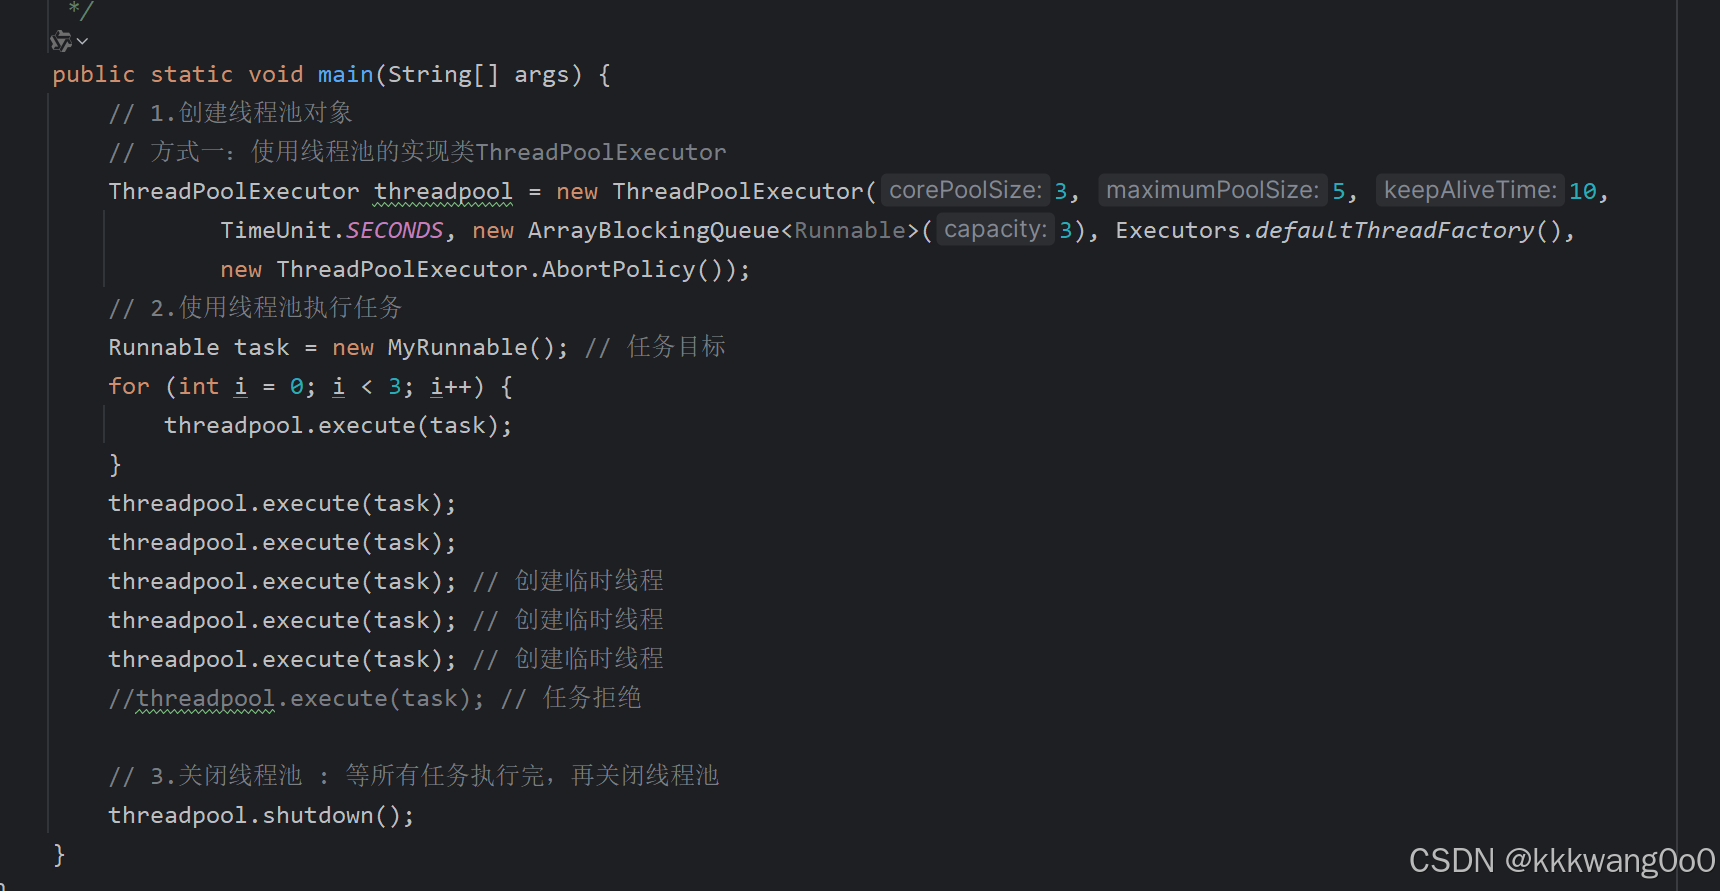 */
public static void main(String[] args) {
// 1.创建线程池对象
// 方式一：使用线程池的实现类ThreadPoolExecutor
ThreadPoolExecutor threadpool = new ThreadPoolExecutor( corePoolSize: 3, maximumPoolSize: 5, keepAliveTime: 10,
TimeUnit.SECONDS, new ArrayBlockingQueue<Runnable>( capacity: 3), Executors.defaultThreadFactory(),
new ThreadPoolExecutor.AbortPolicy());
// 2.使用线程池执行任务
Runnable task = new MyRunnable(); // 任务目标
for (int i = 0; i < 3; i++) {
threadpool.execute(task);
}
threadpool.execute(task);
threadpool.execute(task);
threadpool.execute(task); // 创建临时线程
threadpool.execute(task); // 创建临时线程
threadpool.execute(task); // 创建临时线程
//threadpool.execute(task); // 任务拒绝
// 3.关闭线程池 : 等所有任务执行完，再关闭线程池
threadpool.shutdown();
}
CSDN @kkkwang0o0